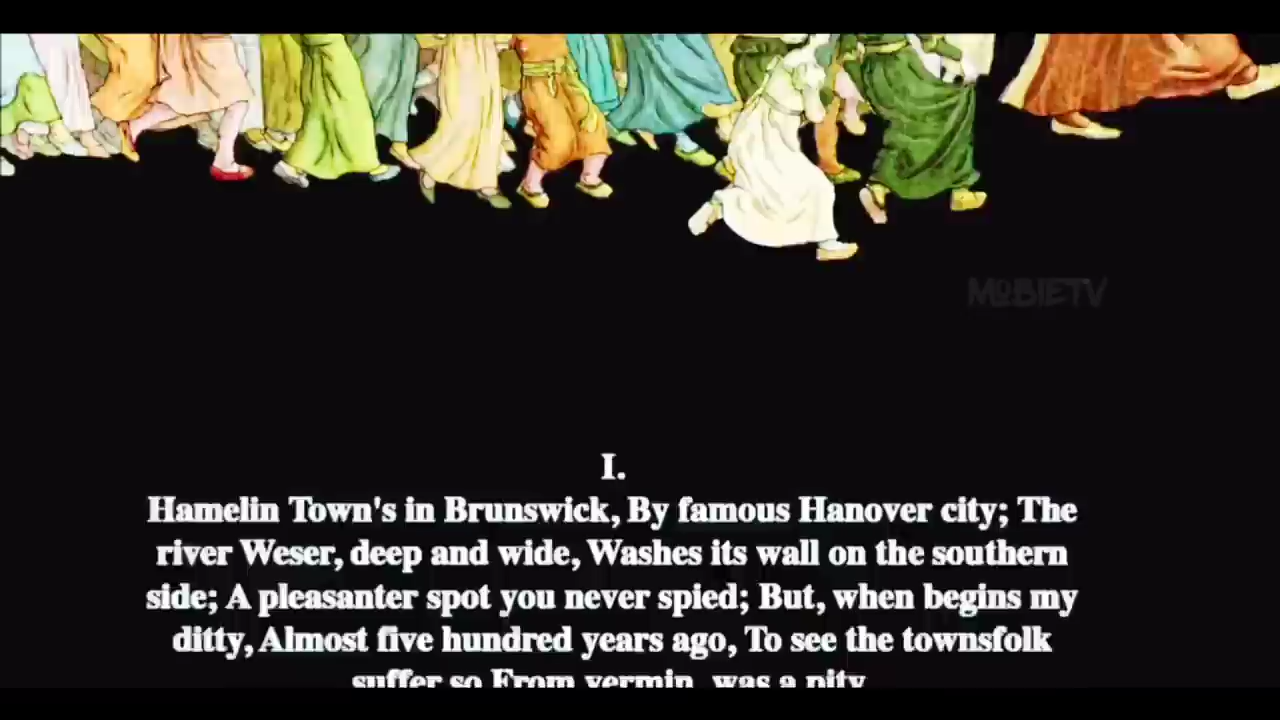 MOBIETV
I.
Hamelin Town's in Brunswick, By famous Hanover city; The
river Weser, deep and wide, Washes its wall on the southern
side; A pleasanter spot you never spied; But, when begins my
ditty, Almost five hundred years ago, To see the townsfolk
suffer so From vermin, was a pity.